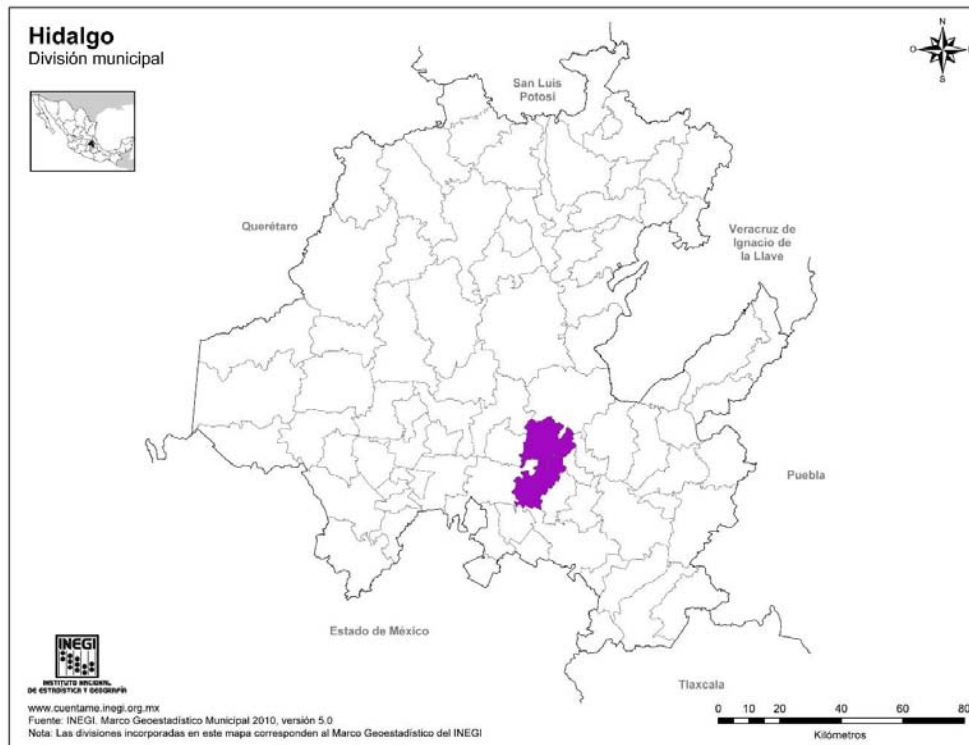 Hidalgo
División municipal
N
O
E
S
San Luis
Potosí
Querétaro
Veracruz de
Ignacio de
la Llave
Puebla
Estado de México
Tlaxcala
INEGI
INSTITUTO NACIONAL
DE ESTADÍSTICA Y GEOGRAFÍA
www.cuentame.inegi.org.mx
Fuente: INEGI. Marco Geoestadístico Municipal 2010, versión 5.0
Nota: Las divisiones incorporadas en este mapa corresponden al Marco Geoestadístico del INEGI
0 20 40 60 80
Kilómetros